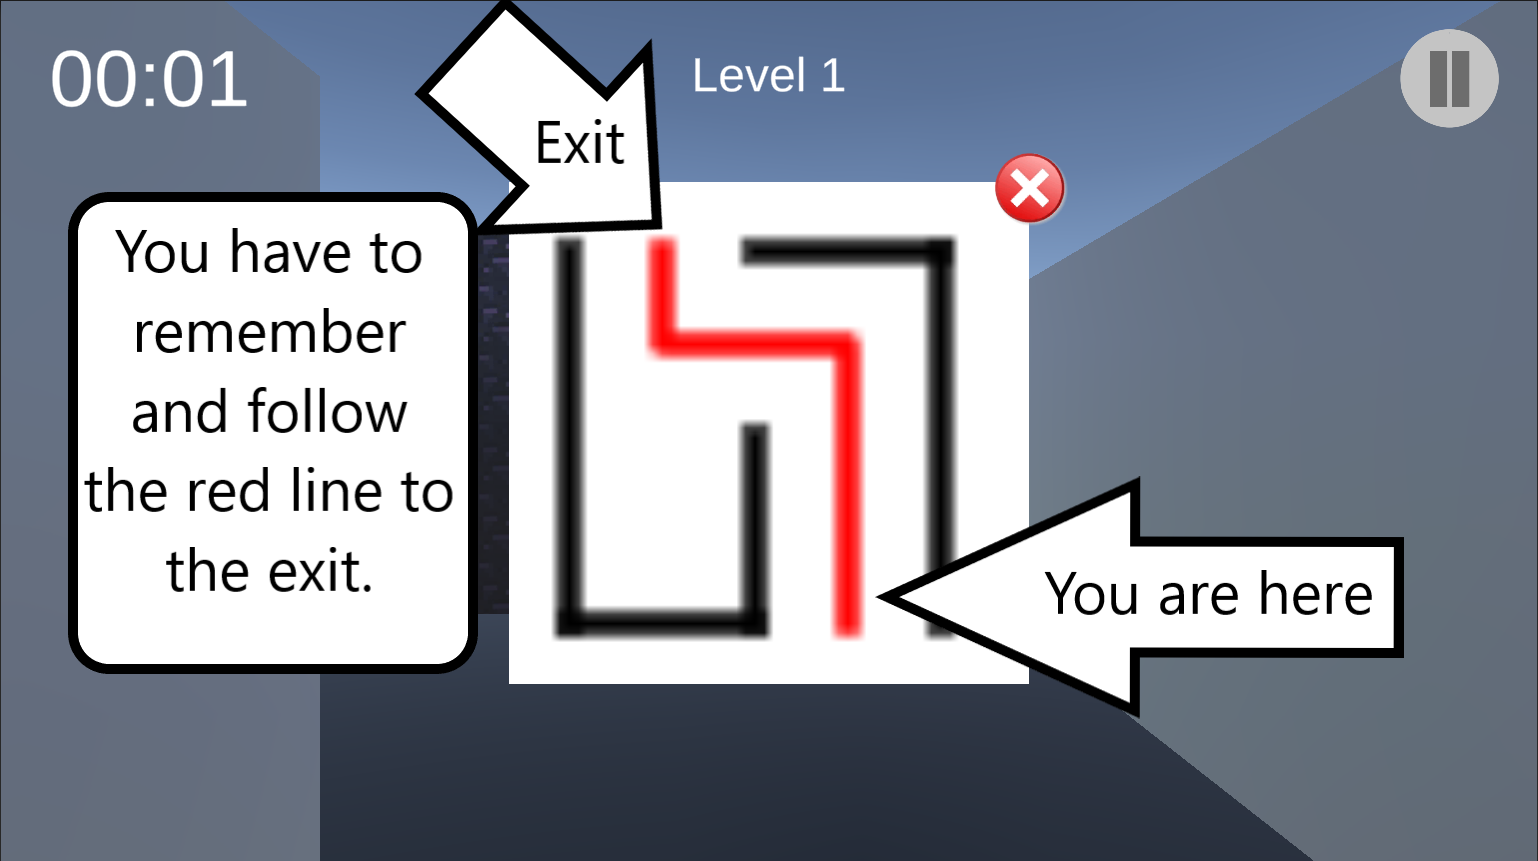 00:01
Level 1
Exit
You have to
remember
and follow
the red line to
the exit.
You are here